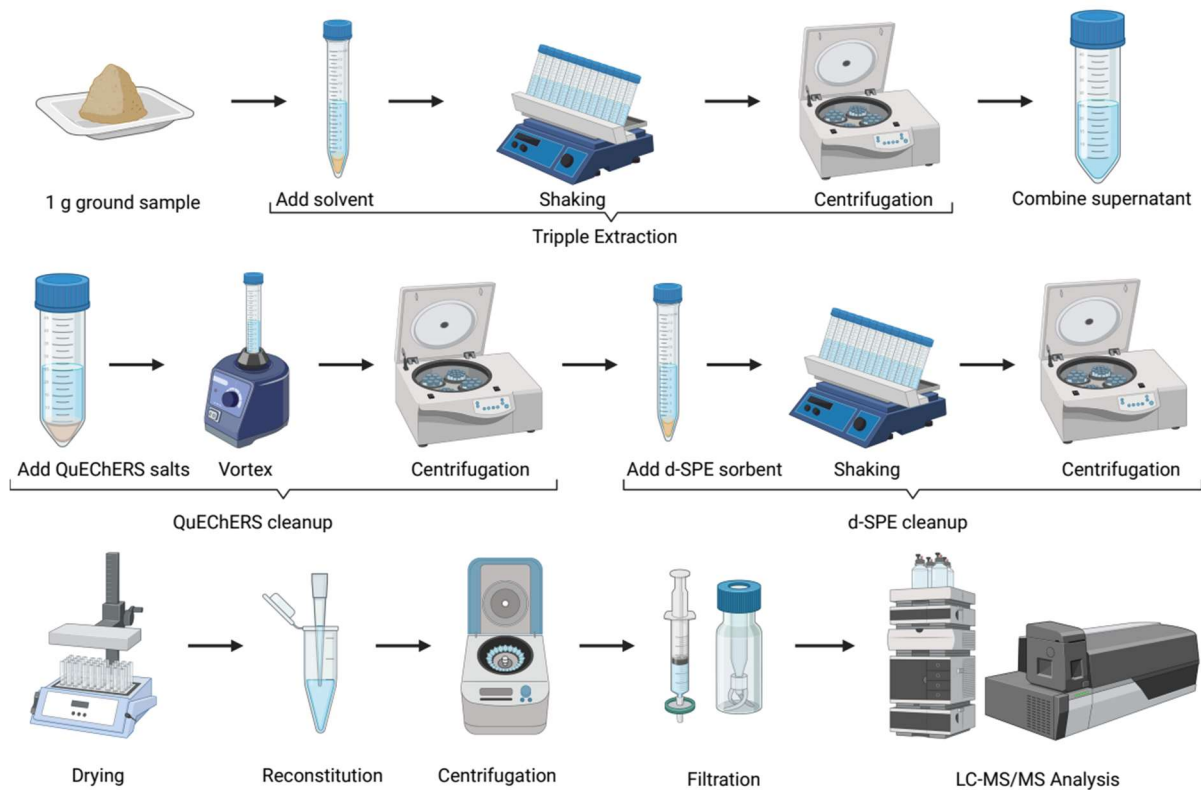 1 g ground sample
Add solvent
Shaking
Centrifugation
Combine supernatant
Tripple Extraction
Add QuEChERS salts
Vortex
Centrifugation
Add d-SPE sorbent
Shaking
Centrifugation
QuEChERS cleanup
d-SPE cleanup
Drying
Reconstitution
Centrifugation
Filtration
LC-MS/MS Analysis